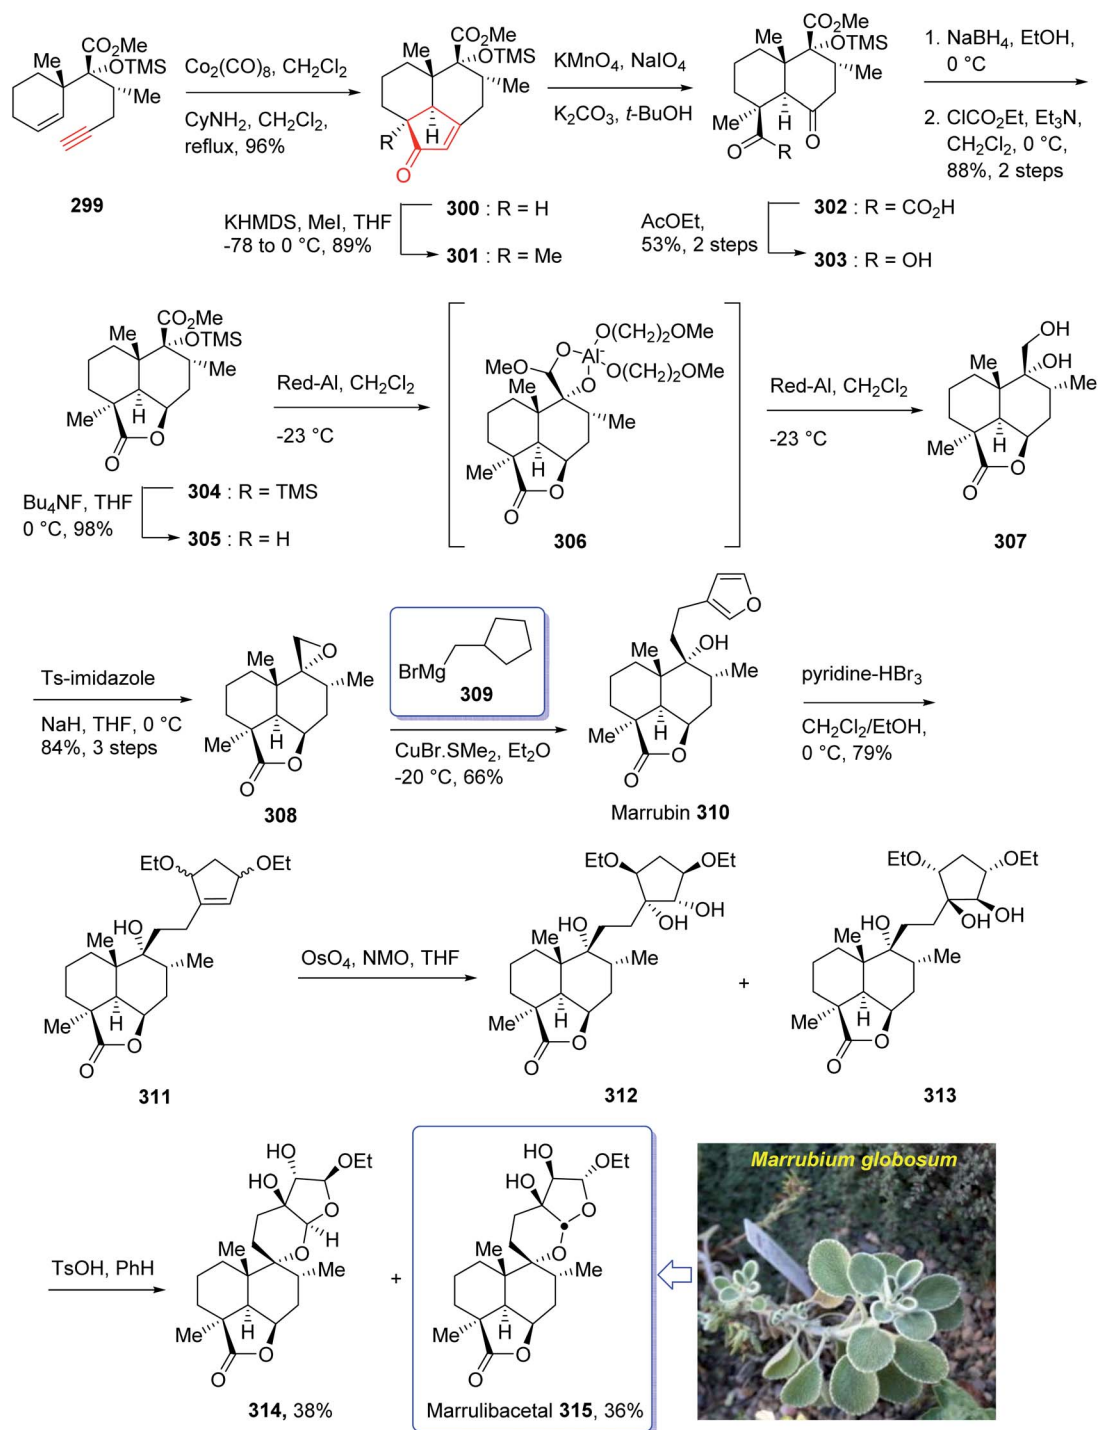 CO2Me
Me
OTMS
Me
299
Co2(CO)8, CH2Cl2
CyNH2, CH2Cl2,
reflux, 96%
CO2Me
Me
OTMS
Me
H
R
O
300 : R = H
KHMDS, MeI, THF
-78 to 0 °C, 89%
301 : R = Me
KMnO4, NaIO4
K2CO3, t-BuOH
CO2Me
Me
OTMS
Me
H
Me
O
O
R
302 : R = CO2H
AcOEt,
53%, 2 steps
303 : R = OH
1. NaBH4, EtOH,
0 °C
2. ClCO2Et, Et3N,
CH2Cl2, 0 °C,
88%, 2 steps
CO2Me
Me
OTMS
Me
H
Me
O
O
304 : R = TMS
Bu4NF, THF
0 °C, 98%
305 : R = H
Red-Al, CH2Cl2
-23 °C
O(CH2)2OMe
O
Al-
MeO
O(CH2)2OMe
O
Me
Me
H
Me
O
O
306
Red-Al, CH2Cl2
-23 °C
OH
Me
OH
Me
H
Me
O
O
307
Ts-imidazole
NaH, THF, 0 °C
84%, 3 steps
O
Me
Me
H
Me
O
O
308
BrMg
309
CuBr.SMe2, Et2O
-20 °C, 66%
O
OH
Me
Me
H
Me
O
O
Marrubin 310
pyridine-HBr3
CH2Cl2/EtOH,
0 °C, 79%
EtO
OEt
HO
Me
Me
H
Me
O
O
311
OsO4, NMO, THF
EtO
OEt
OH
OH
HO
Me
Me
H
Me
O
O
312
+
EtO
OEt
OH
OH
HO
Me
Me
H
Me
O
O
313
TsOH, PhH
HO
OEt
HO
O
H
O
Me
Me
H
Me
O
O
314, 38%
+
HO
OEt
HO
O
O
Me
Me
H
Me
O
O
Marrulibacetal 315, 36%
Marrubium globosum